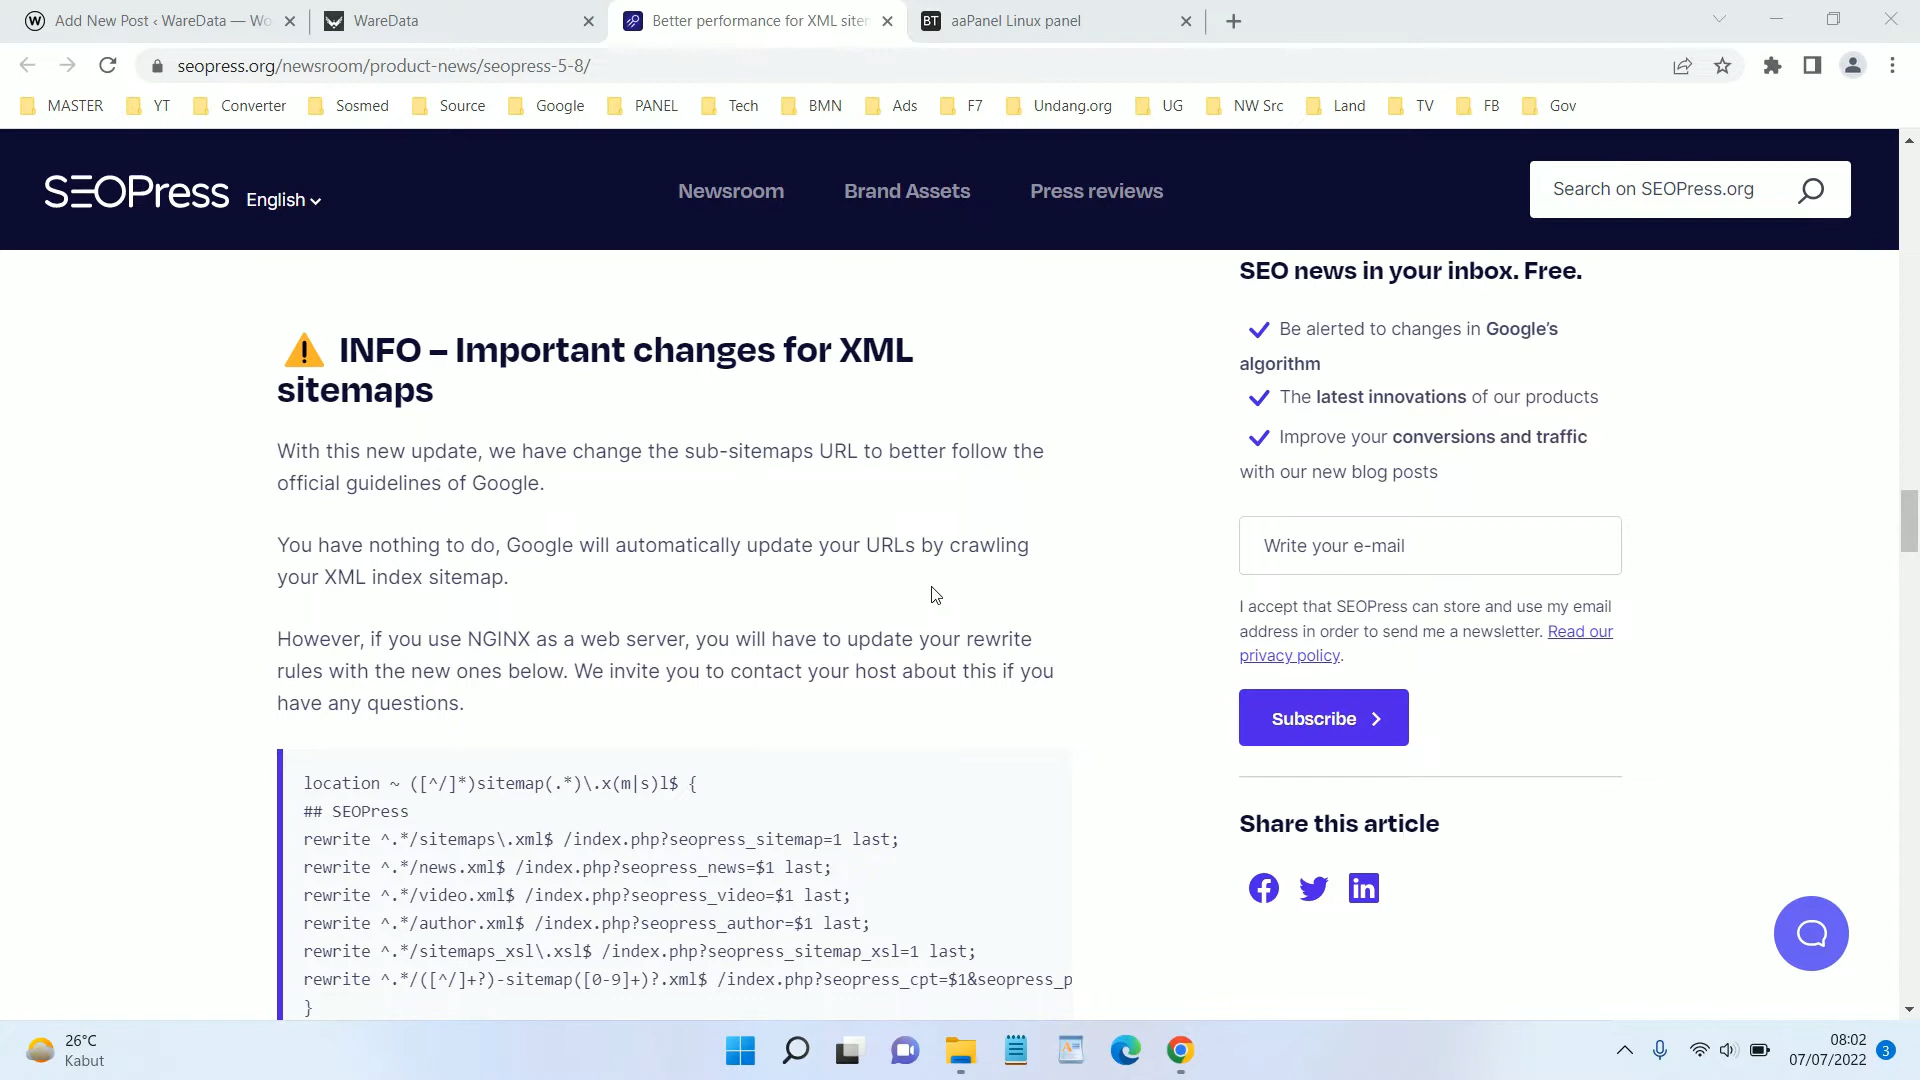 Add New Post ‹ WareData — Wo
WareData
Better performance for XML siten
aaPanel Linux panel
seopress.org/newsroom/product-news/seopress-5-8/
MASTER
YT
Converter
Sosmed
Source
Google
PANEL
Tech
BMN
Ads
F7
Undang.org
UG
NW Src
Land
TV
FB
Gov
SEOPress
English
Newsroom
Brand Assets
Press reviews
Search on SEOPress.org
INFO – Important changes for XML
sitemaps
With this new update, we have change the sub-sitemaps URL to better follow the
official guidelines of Google.
You have nothing to do, Google will automatically update your URLs by crawling
your XML index sitemap.
However, if you use NGINX as a web server, you will have to update your rewrite
rules with the new ones below. We invite you to contact your host about this if you
have any questions.
location ~ ([^/]*)sitemap(.*)\.x(m|s)l$ {
## SEOPress
rewrite ^.*/sitemaps\.xml$ /index.php?seopress_sitemap=1 last;
rewrite ^.*/news.xml$ /index.php?seopress_news=$1 last;
rewrite ^.*/video.xml$ /index.php?seopress_video=$1 last;
rewrite ^.*/author.xml$ /index.php?seopress_author=$1 last;
rewrite ^.*/sitemaps_xsl\.xsl$ /index.php?seopress_sitemap_xsl=1 last;
rewrite ^.*/([^/]+?)-sitemap([0-9]+)?.xml$ /index.php?seopress_cpt=$1&seopress_p
}
SEO news in your inbox. Free.
Be alerted to changes in Google's
algorithm
The latest innovations of our products
Improve your conversions and traffic
with our new blog posts
Write your e-mail
I accept that SEOPress can store and use my email
address in order to send me a newsletter. Read our
privacy policy.
Subscribe
Share this article
26°C
Kabut
08:02
07/07/2022
3